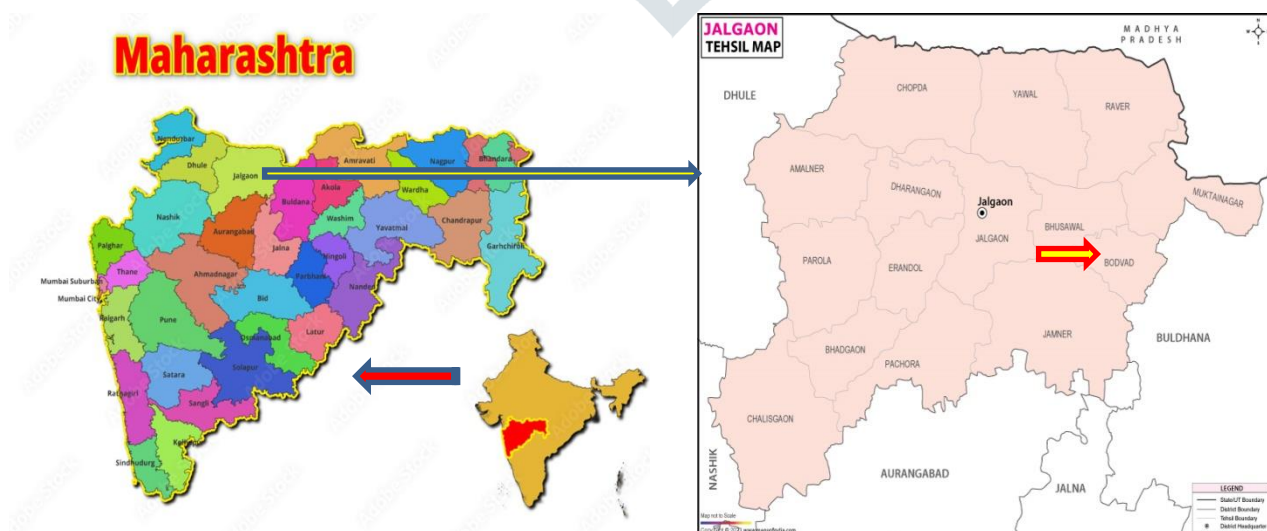 Maharashtra
Nandurbar
Dhule
Jalgaon
Amravati
Nagpur
Bhandara
Akola
Wardha
Buldana
Nashik
Washim
Chandrapur
Aurangabad
Yavatmal
Jalna
Garhchiroli
Palghar
Hingoli
Thane
Ahmadnagar
Parbhani
Nanded
Mumbai Suburban
Mumbai City
Bid
Raigarh
Pune
Latur
Osmanabad
Satara
Solapur
Ratnagiri
Sangli
Sindhudurg
JALGAON
TEHSIL MAP
MADHYA
PRADESH
N
DHULE
CHOPDA
YAWAL
RAVER
AMALNER
DHARANGAON
MUKTAINAGAR
Jalgaon
JALGAON
BHUSAWAL
PAROLA
ERANDOL
BODVAD
JAMNER
BULDHANA
BHADGAON
PACHORA
CHALISGAON
NASHIK
AURANGABAD
JALNA
LEGEND
State/UT Boundary
District Boundary
Tehsil Boundary
District Headquarter
Map not to Scale